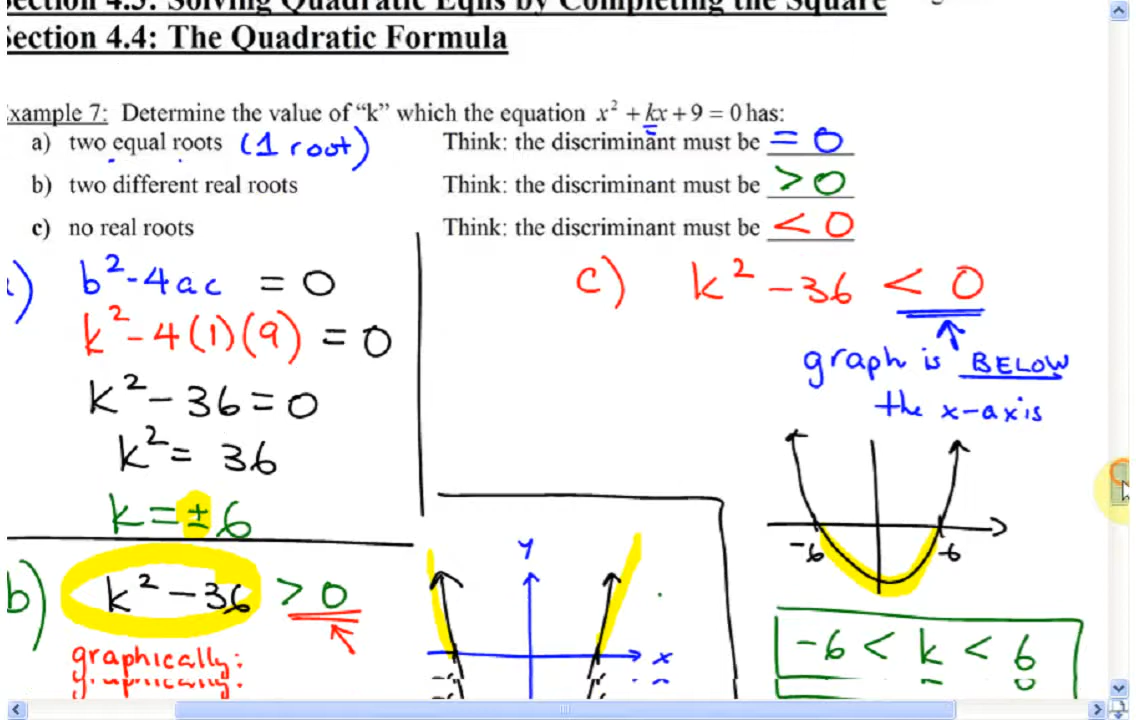 Section 4.3: Solving Quadratic Eqns by Completing the Square
Section 4.4: The Quadratic Formula
Example 7: Determine the value of “k” which the equation x² + kx + 9 = 0 has:
a) two equal roots (1 root) Think: the discriminant must be = 0
b) two different real roots Think: the discriminant must be > 0
c) no real roots Think: the discriminant must be < 0
b² - 4ac = 0
k² - 4(1)(9) = 0
k² - 36 = 0
k² = 36
k = ± 6
b) k² - 36 > 0
graphically:
y
x
c) k² - 36 < 0
graph is BELOW
the x-axis
-6 6
-6 < k < 6